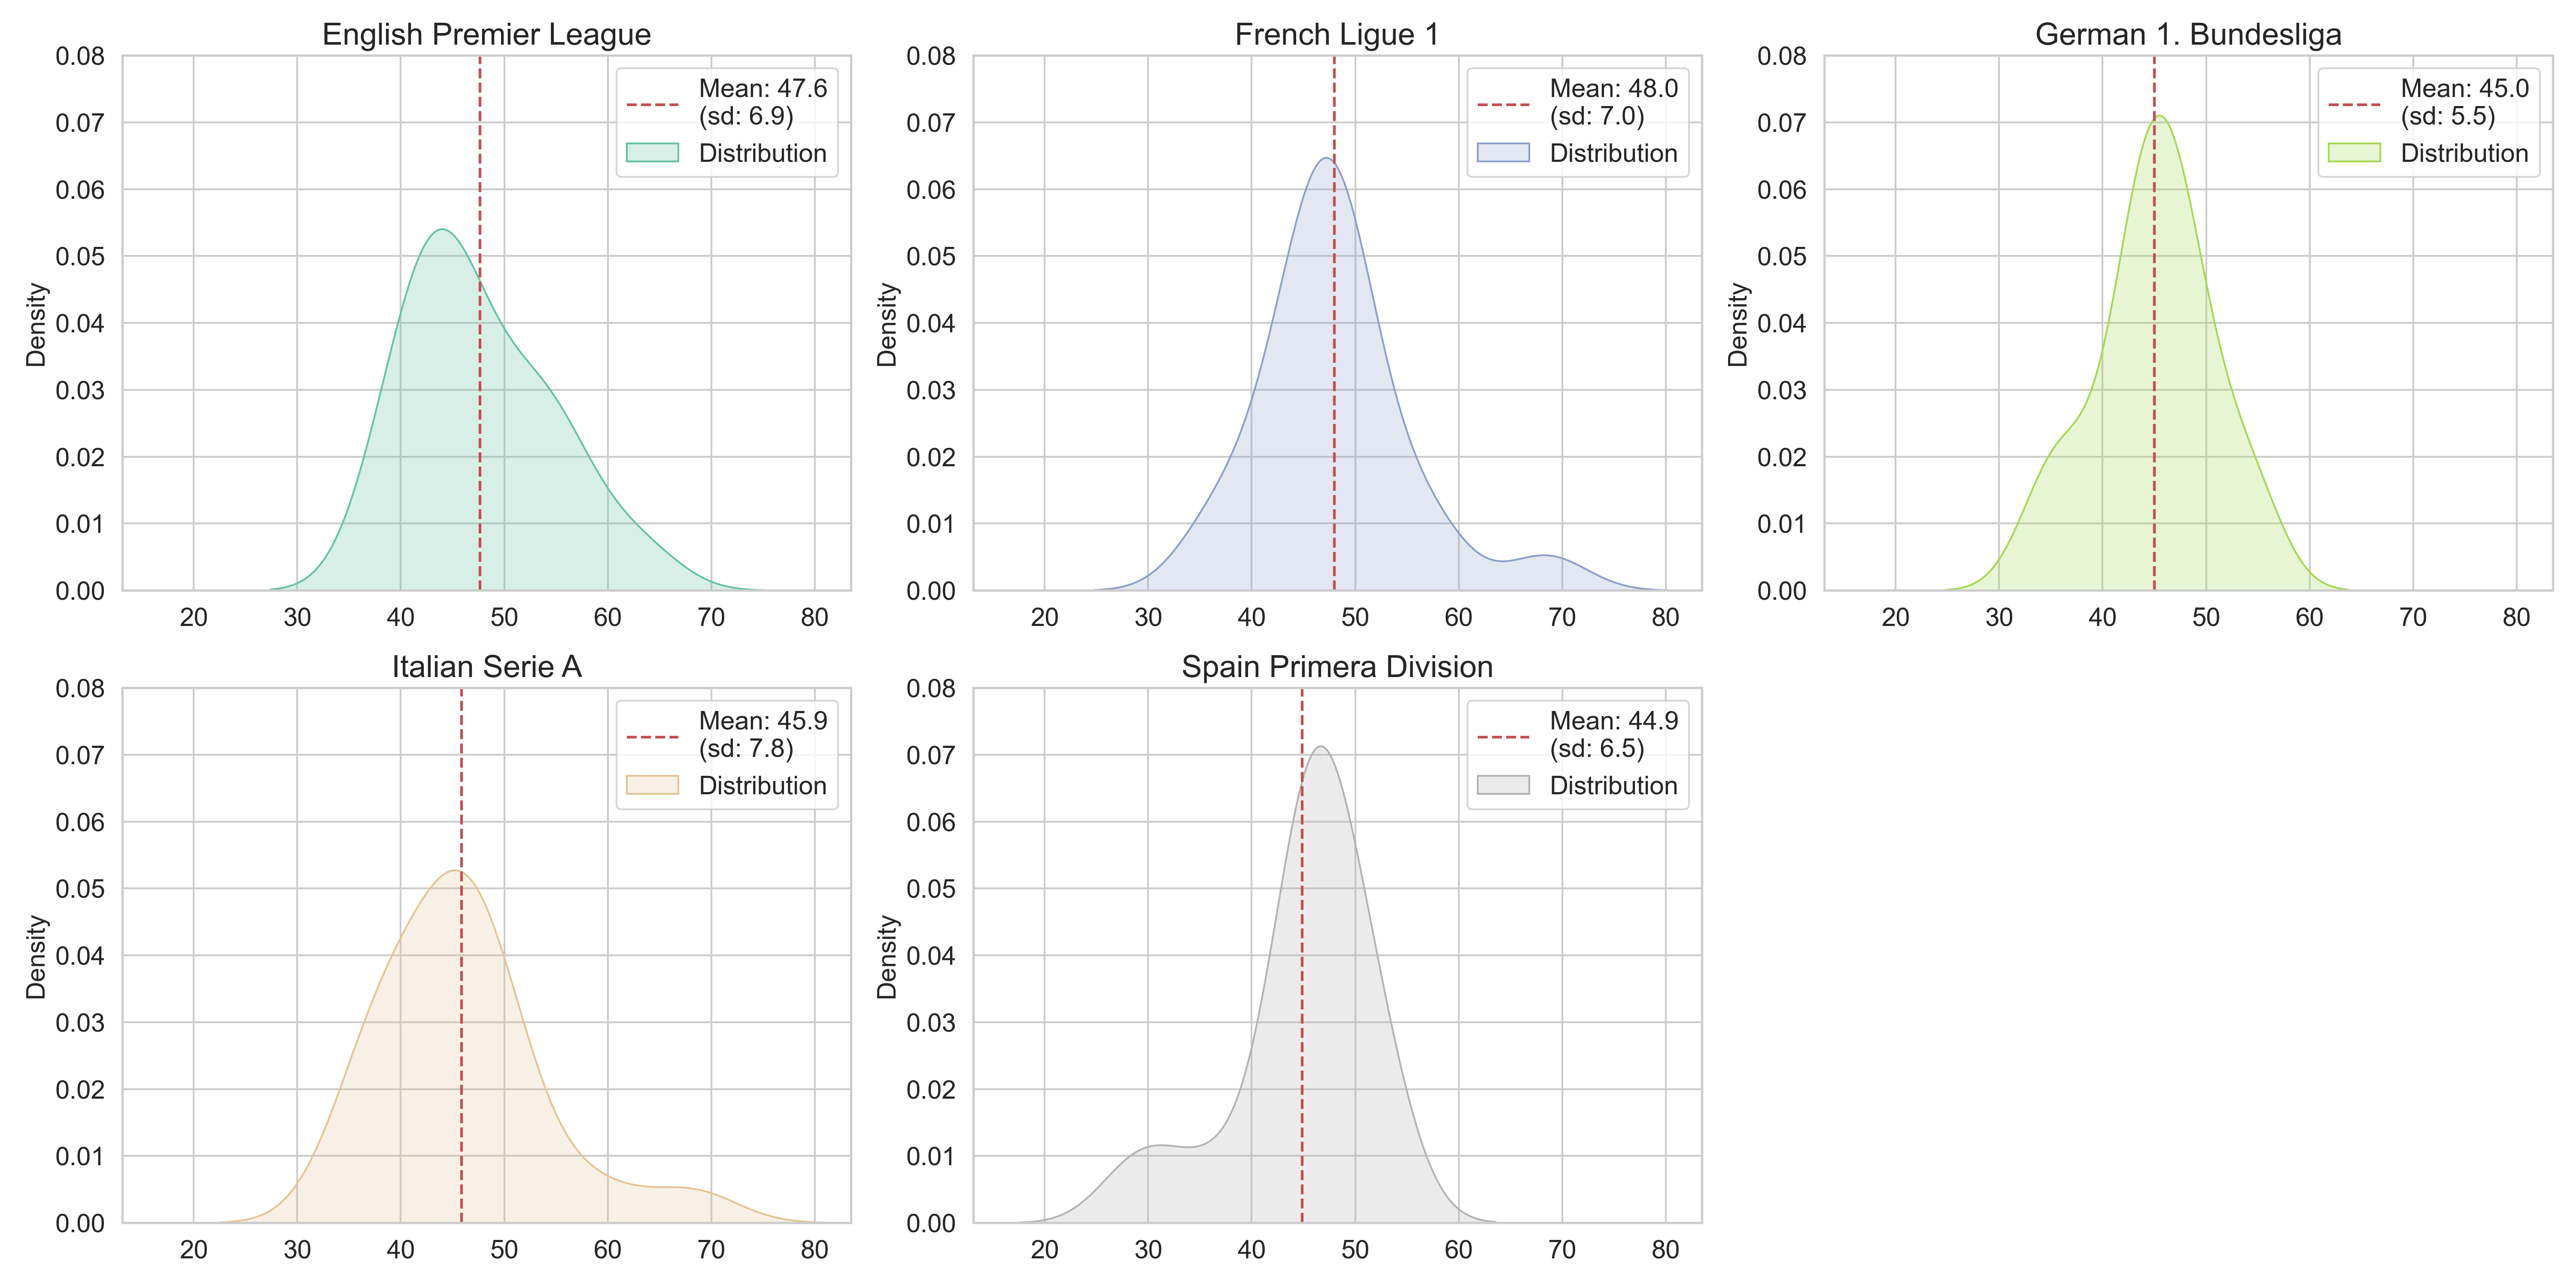 English Premier League
0.08
0.07
0.06
0.05
0.04
0.03
0.02
0.01
0.00
Density
20 30 40 50 60 70 80
Mean: 47.6
(sd: 6.9)
Distribution
French Ligue 1
0.08
0.07
0.06
0.05
0.04
0.03
0.02
0.01
0.00
Density
20 30 40 50 60 70 80
Mean: 48.0
(sd: 7.0)
Distribution
German 1. Bundesliga
0.08
0.07
0.06
0.05
0.04
0.03
0.02
0.01
0.00
Density
20 30 40 50 60 70 80
Mean: 45.0
(sd: 5.5)
Distribution
Italian Serie A
0.08
0.07
0.06
0.05
0.04
0.03
0.02
0.01
0.00
Density
20 30 40 50 60 70 80
Mean: 45.9
(sd: 7.8)
Distribution
Spain Primera Division
0.08
0.07
0.06
0.05
0.04
0.03
0.02
0.01
0.00
Density
20 30 40 50 60 70 80
Mean: 44.9
(sd: 6.5)
Distribution